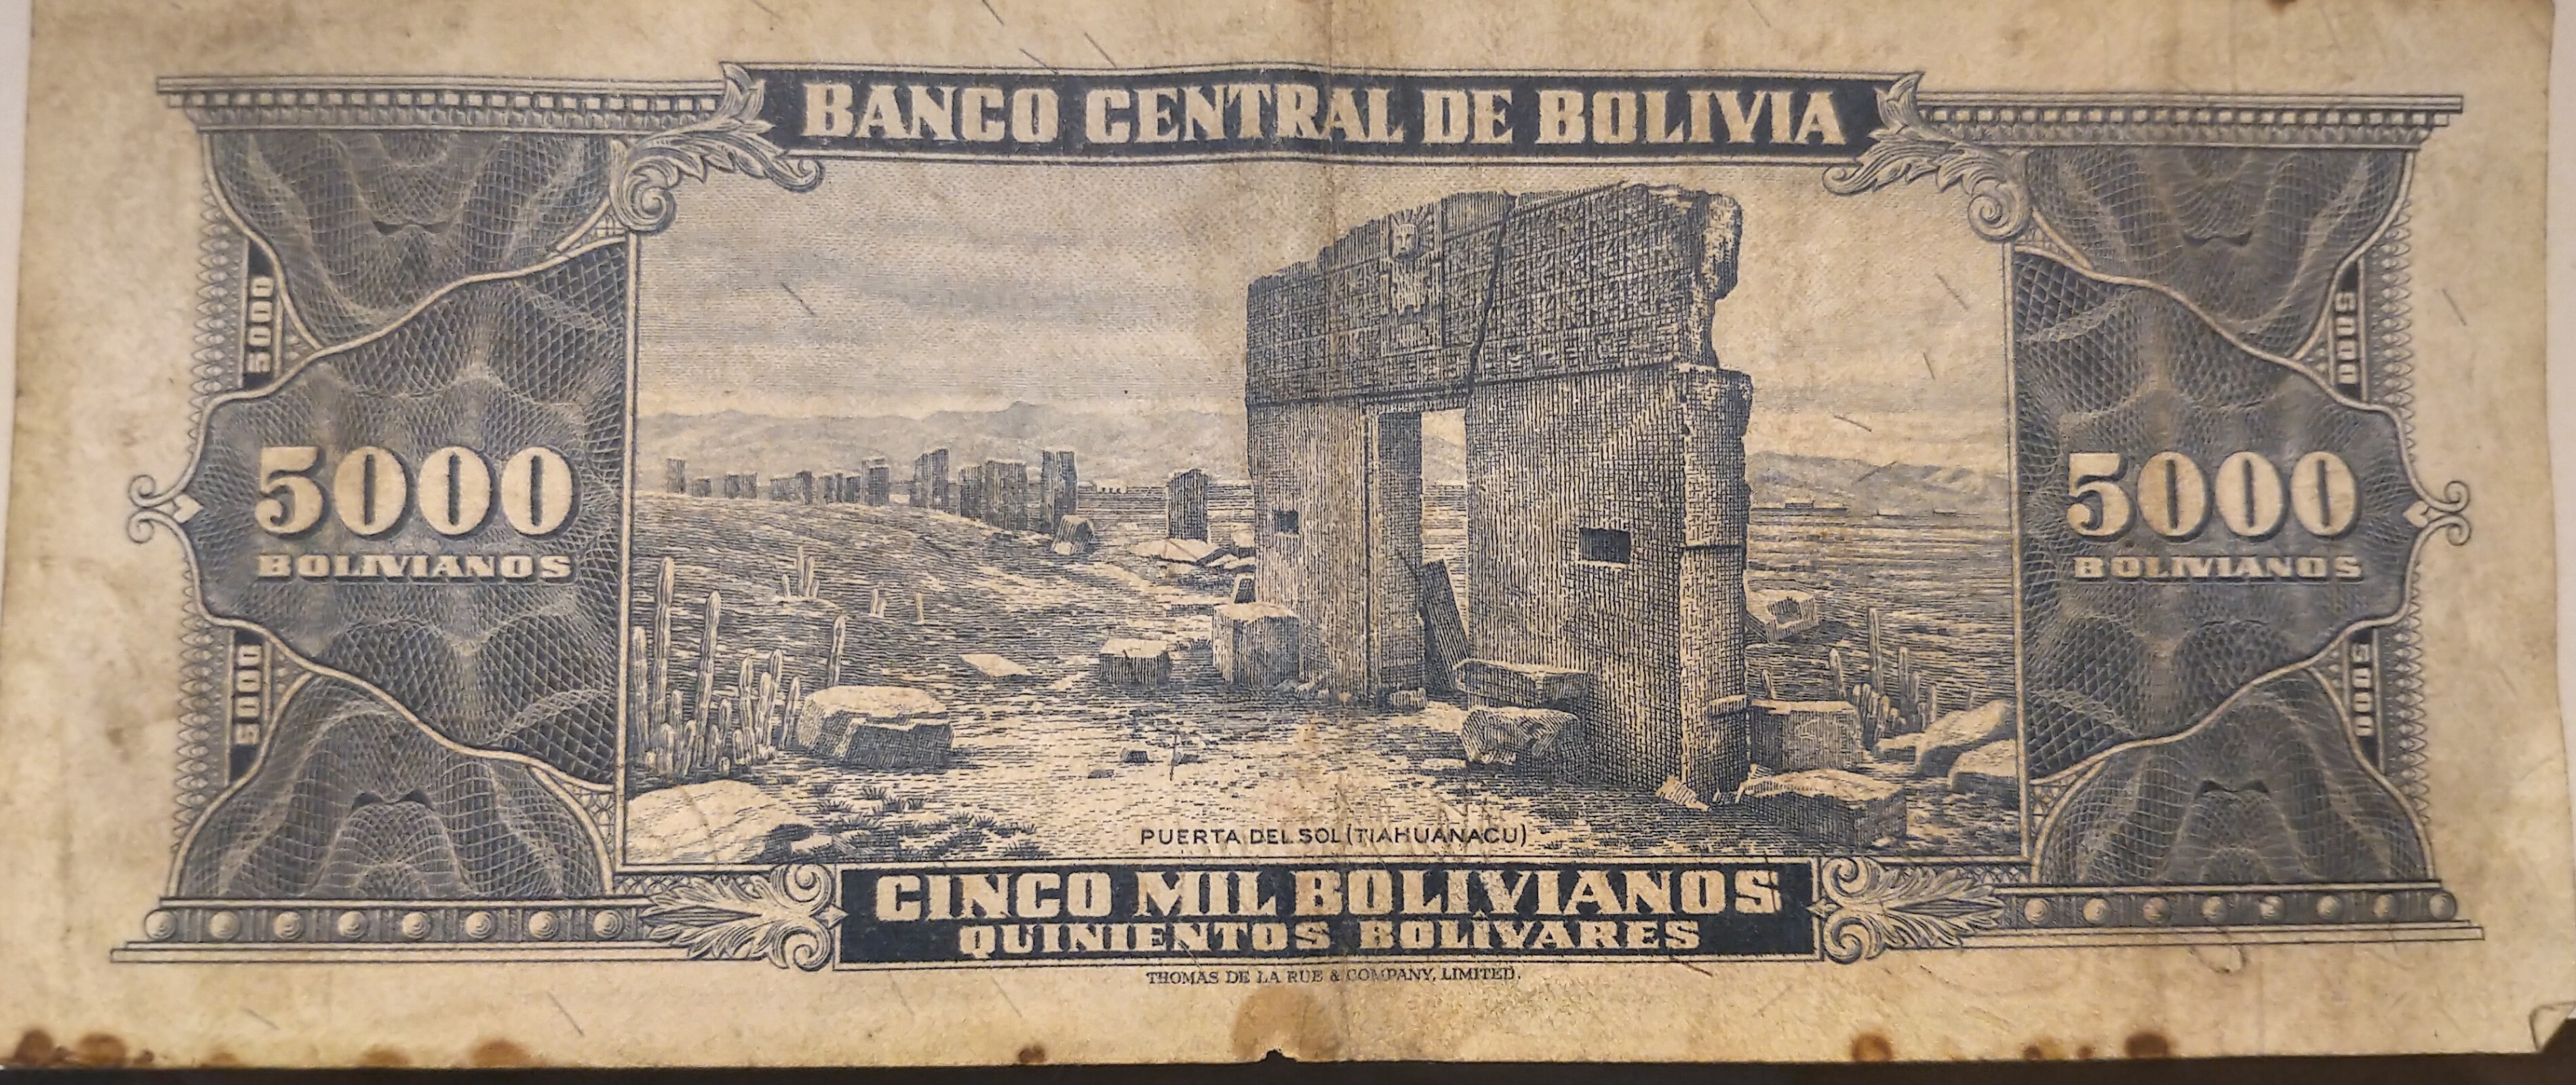 BANCO CENTRAL DE BOLIVIA
5000
5000
5000
BOLIVIANOS
5000
BOLIVIANOS
5000
5000
PUERTA DEL SOL (TIAHUANACU)
CINCO MIL BOLIVIANOS
QUINIENTOS BOLÍVARES
THOMAS DE LA RUE & COMPANY, LIMITED.